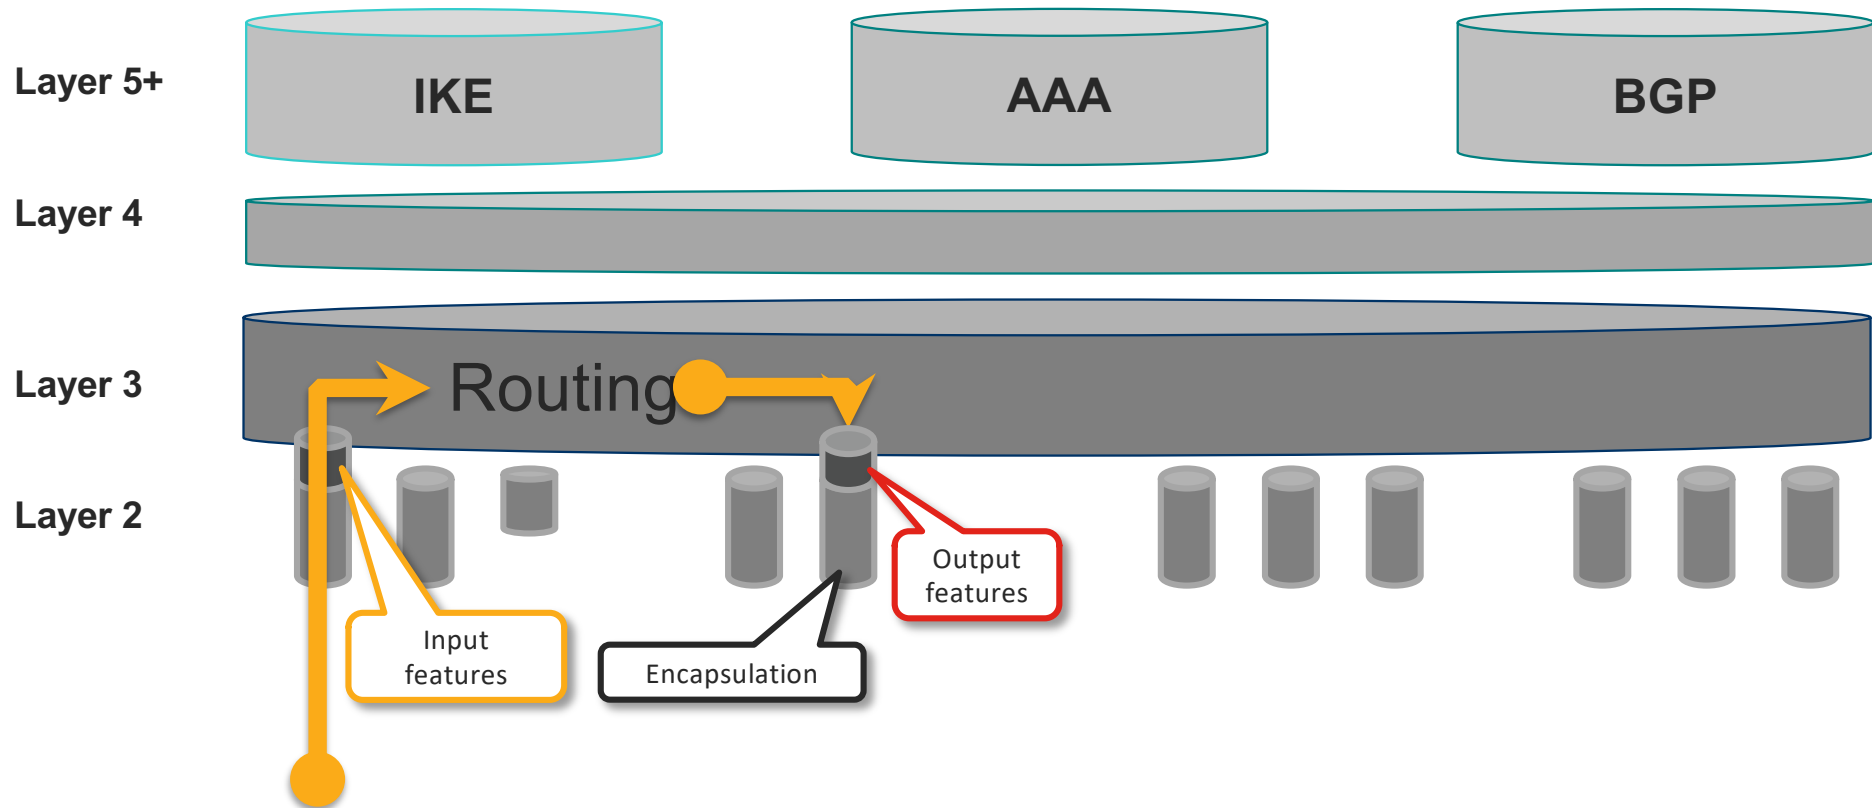 Layer 5+
IKE
AAA
BGP
Layer 4
Layer 3
Routing
Layer 2
Output
features
Input
features
Encapsulation